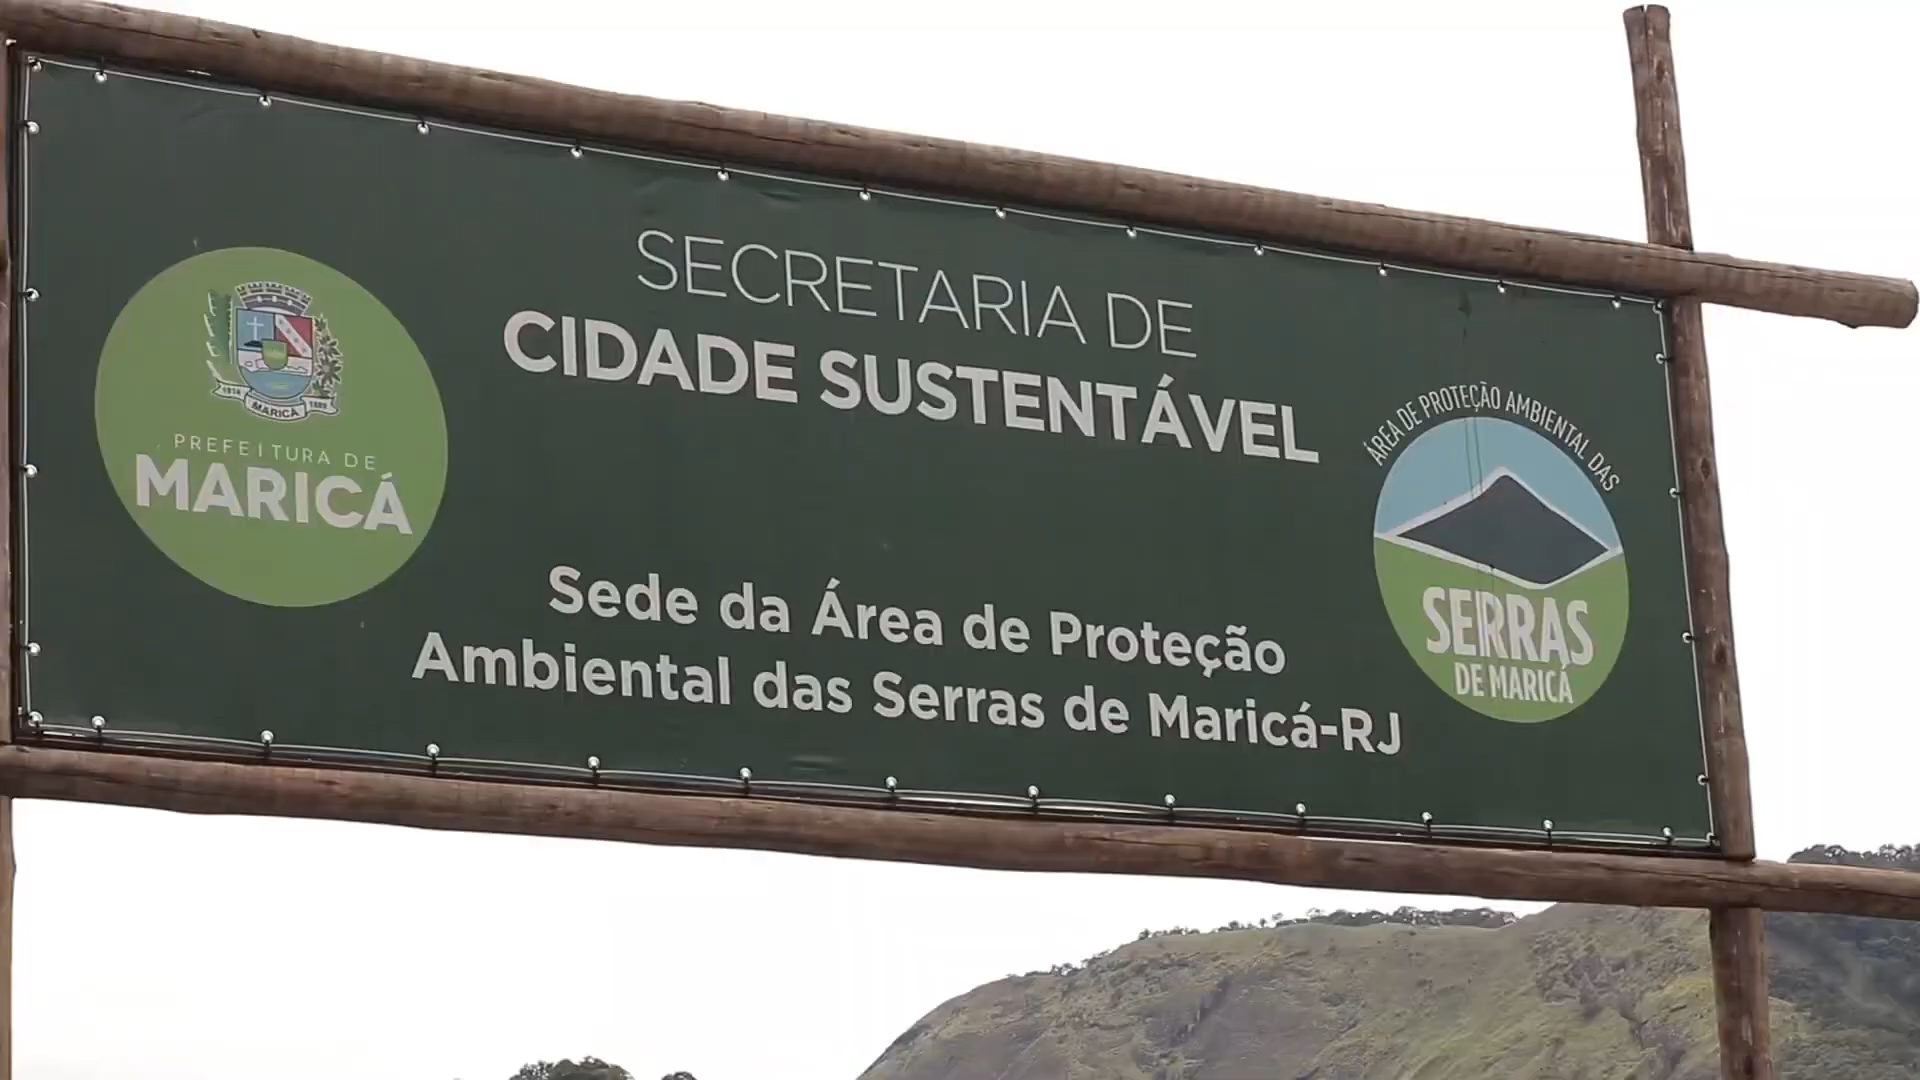 SECRETARIA DE
CIDADE SUSTENTÁVEL
MARICÁ
PREFEITURA DE
MARICÁ
ÁREA DE PROTEÇÃO AMBIENTAL DAS
SERRAS
DE MARICÁ
Sede da Área de Proteção
Ambiental das Serras de Maricá-RJ